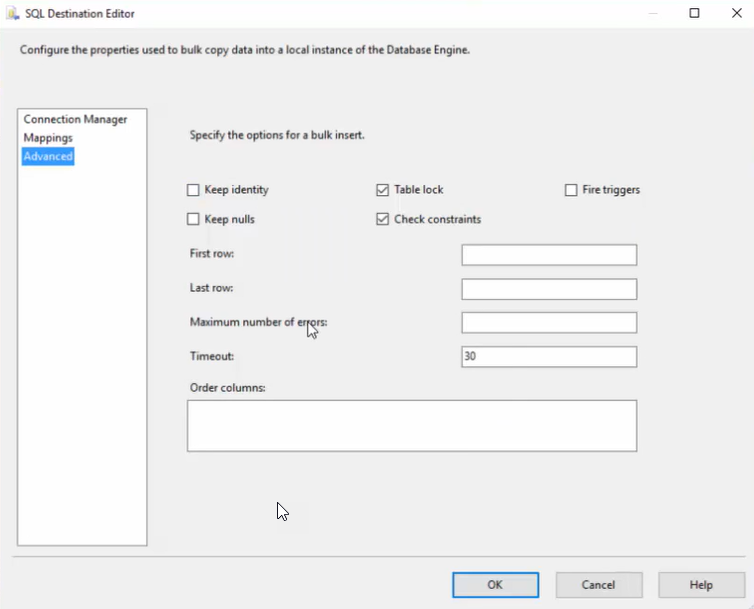 SQL Destination Editor
Configure the properties used to bulk copy data into a local instance of the Database Engine.
Connection Manager
Mappings
Advanced
Specify the options for a bulk insert.
Keep identity
Table lock
Fire triggers
Keep nulls
Check constraints
First row:
Last row:
Maximum number of errors:
Timeout:
30
Order columns:
OK
Cancel
Help